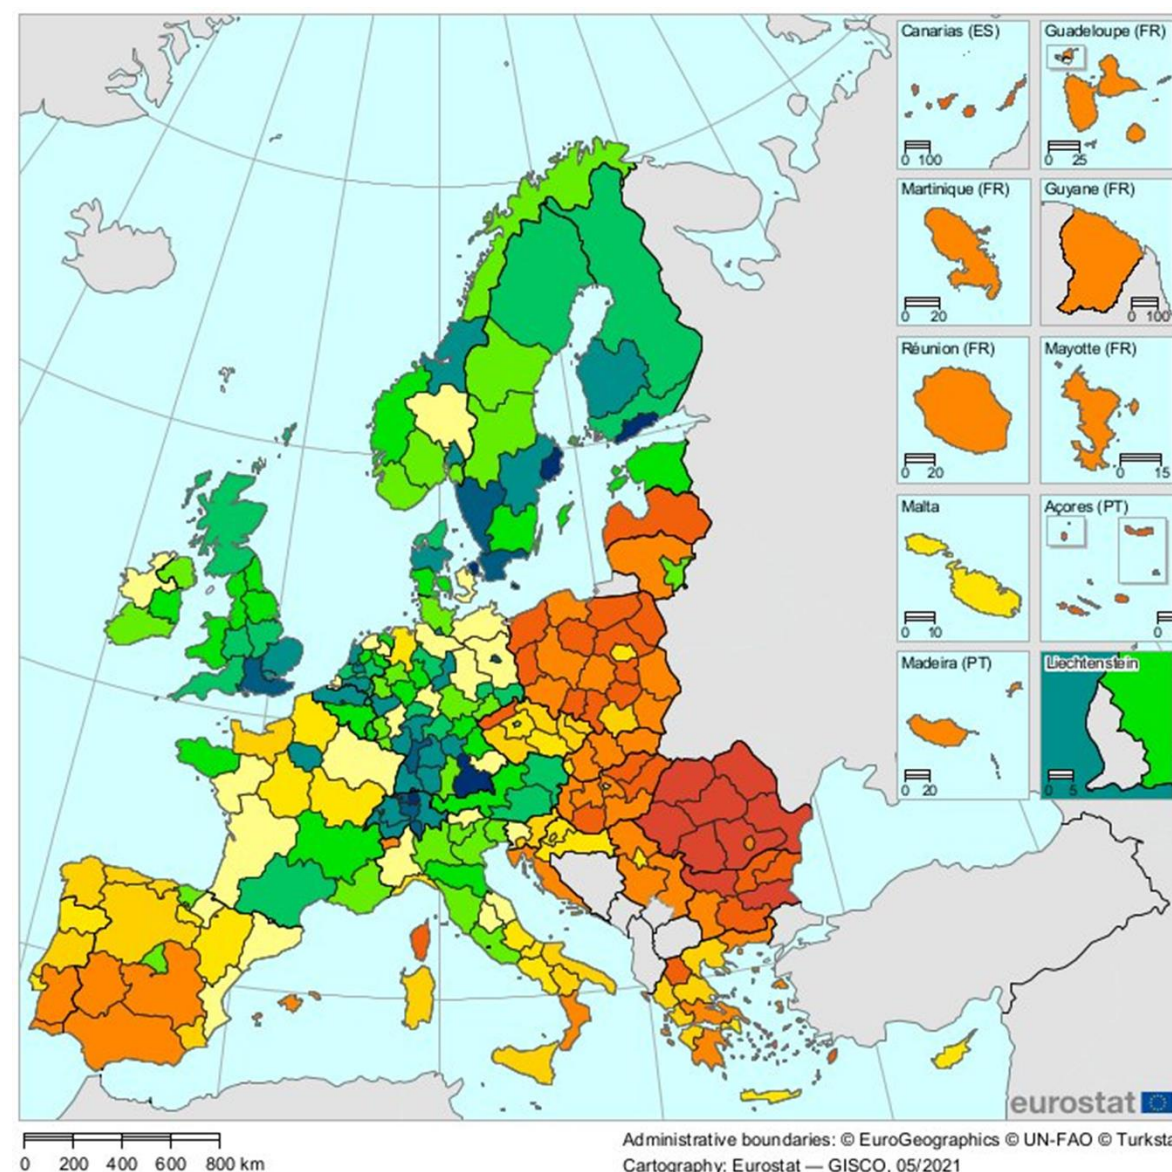 Canarias (ES)
0 100
Guadeloupe (FR)
0 25
Martinique (FR)
0 20
Guyane (FR)
0 100
Réunion (FR)
0 20
Mayotte (FR)
0 15
Malta
0 10
Açores (PT)
0
Madeira (PT)
0 20
Liechtenstein
0 5
eurostat
0 200 400 600 800 km
Administrative boundaries: © EuroGeographics © UN-FAO © Turksta
Cartography: Eurostat — GISCO, 05/2021